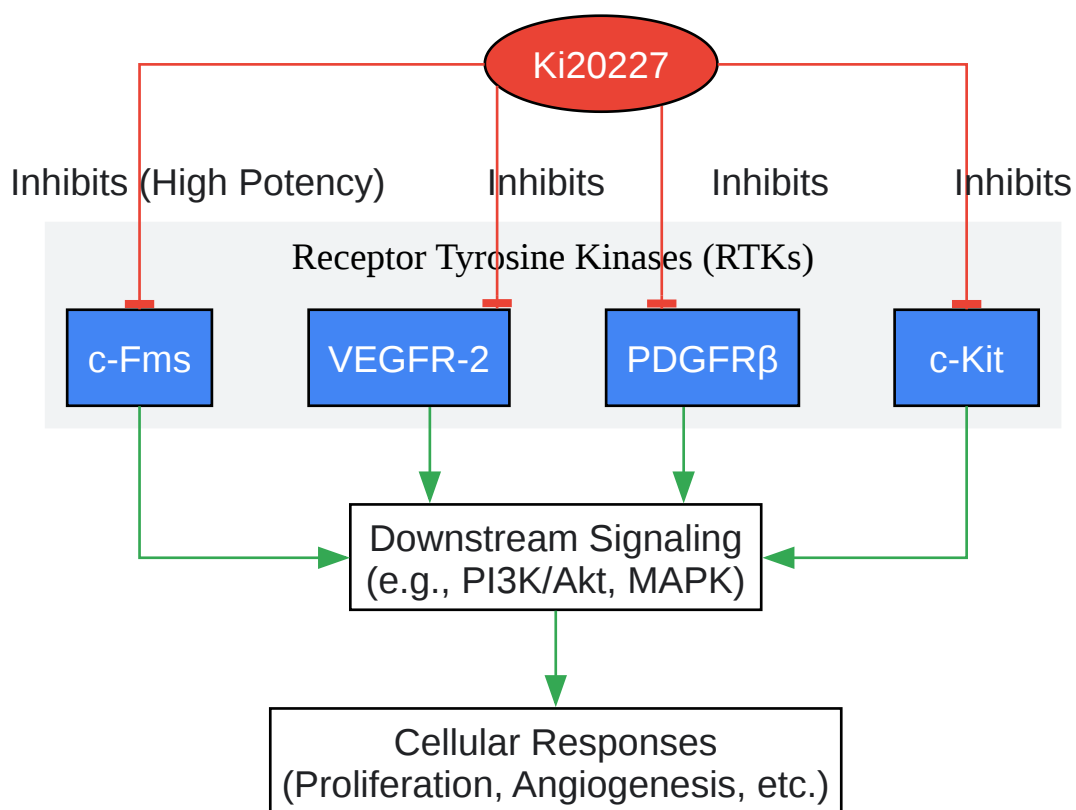 Ki20227
Inhibits (High Potency)
Inhibits
Inhibits
Inhibits
Receptor Tyrosine Kinases (RTKs)
c-Fms
VEGFR-2
PDGFRβ
c-Kit
Downstream Signaling
(e.g., PI3K/Akt, MAPK)
Cellular Responses
(Proliferation, Angiogenesis, etc.)